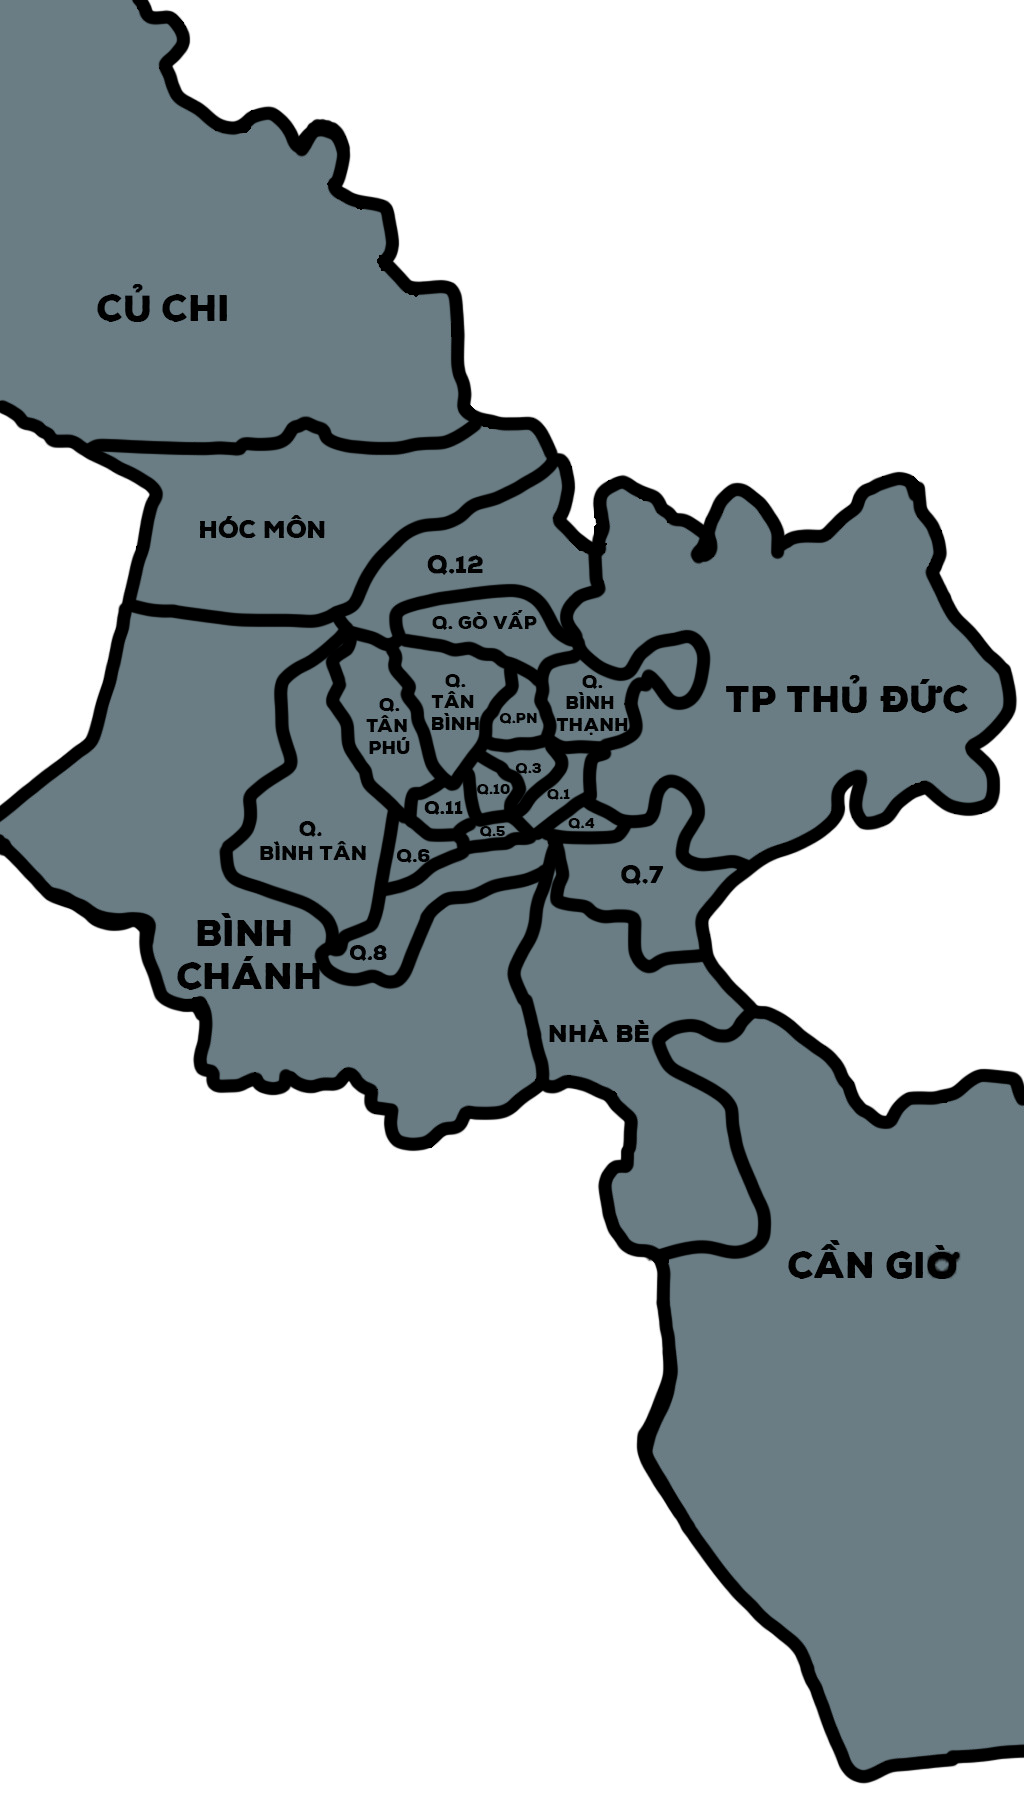 CỦ CHI
HÓC MÔN
Q.12
Q. GÒ VẤP
Q.
TÂN
BÌNH
Q.
BÌNH
THẠNH
TP THỦ ĐỨC
Q.
TÂN
PHÚ
Q.PN
Q.3
Q.10
Q.1
Q.11
Q.4
Q.5
Q.
BÌNH TÂN
Q.6
Q.7
BÌNH
CHÁNH
Q.8
NHÀ BÈ
CẦN GIỜ